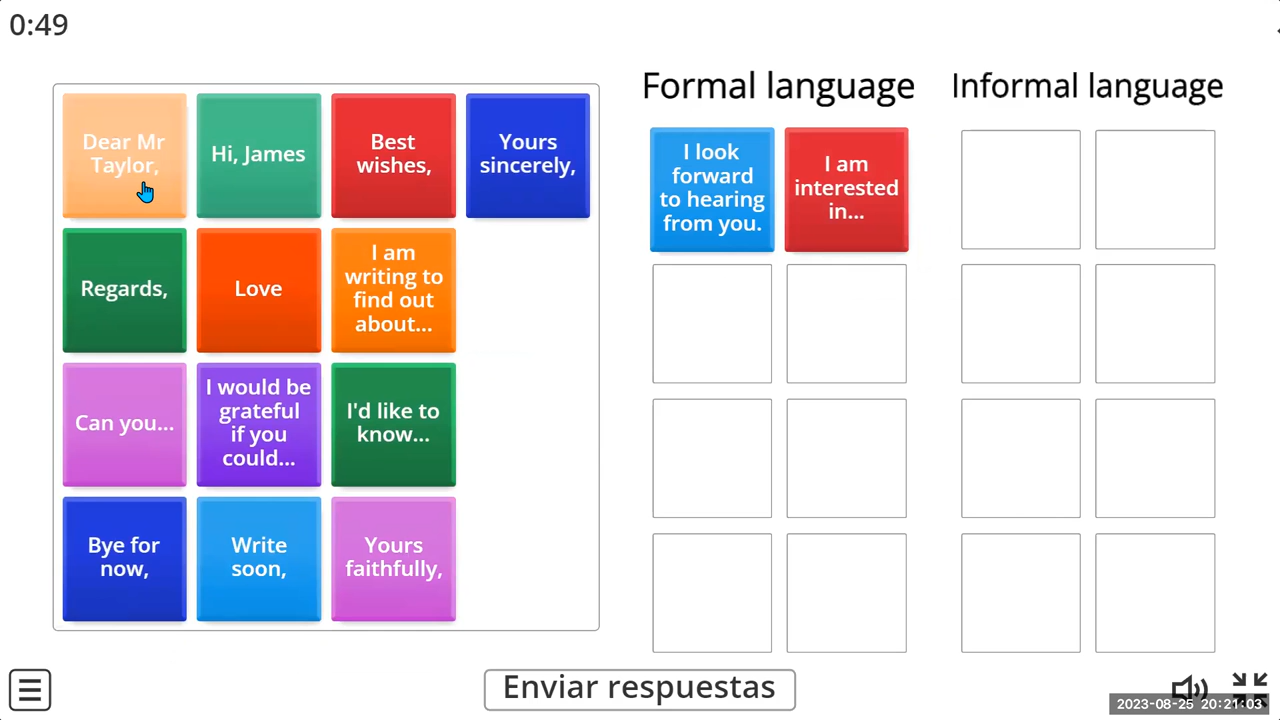 0:49
Formal language
Informal language
Dear Mr
Taylor,
Hi, James
Best
wishes,
Yours
sincerely,
I look
forward
to hearing
from you.
I am
interested
in...
Regards,
Love
I am
writing to
find out
about...
Can you...
I would be
grateful
if you
could...
I'd like to
know...
Bye for
now,
Write
soon,
Yours
faithfully,
Enviar respuestas
2023-08-25 20:21:03